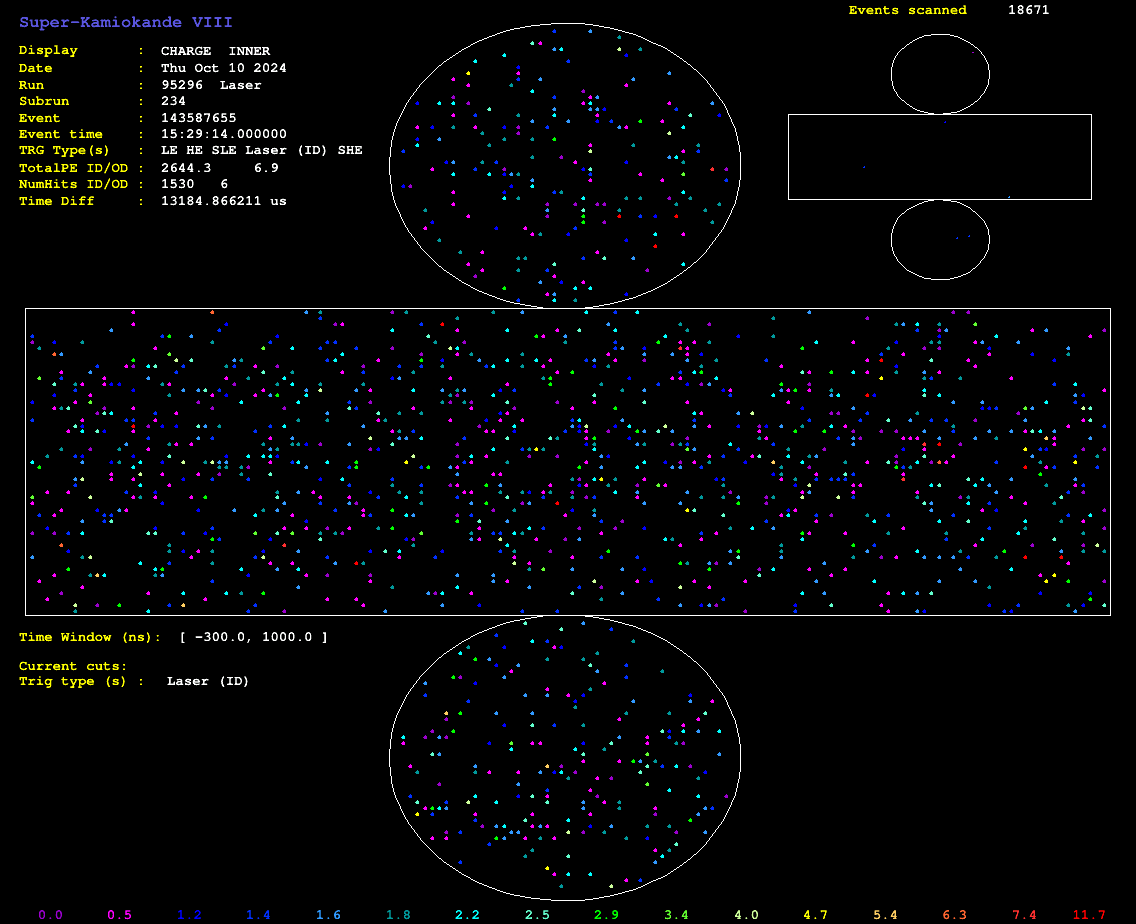 Super-Kamiokande VIII
Events scanned 18671
Display : CHARGE INNER
Date : Thu Oct 10 2024
Run : 95296 Laser
Subrun : 234
Event : 143587655
Event time : 15:29:14.000000
TRG Type(s) : LE HE SLE Laser (ID) SHE
TotalPE ID/OD : 2644.3 6.9
NumHits ID/OD : 1530 6
Time Diff : 13184.866211 us
Time Window (ns): [ -300.0, 1000.0 ]
Current cuts:
Trig type (s) : Laser (ID)
0.0 0.5 1.2 1.4 1.6 1.8 2.2 2.5 2.9 3.4 4.0 4.7 5.4 6.3 7.4 11.7